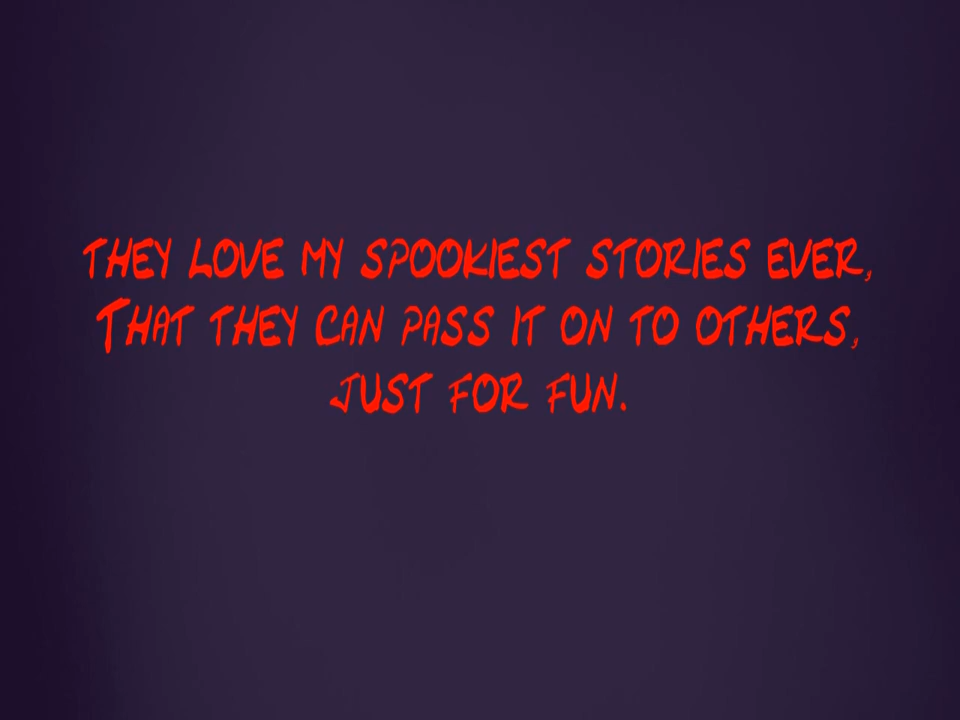 THEY LOVE MY SPOOKIEST STORIES EVER,
THAT THEY CAN PASS IT ON TO OTHERS,
JUST FOR FUN.